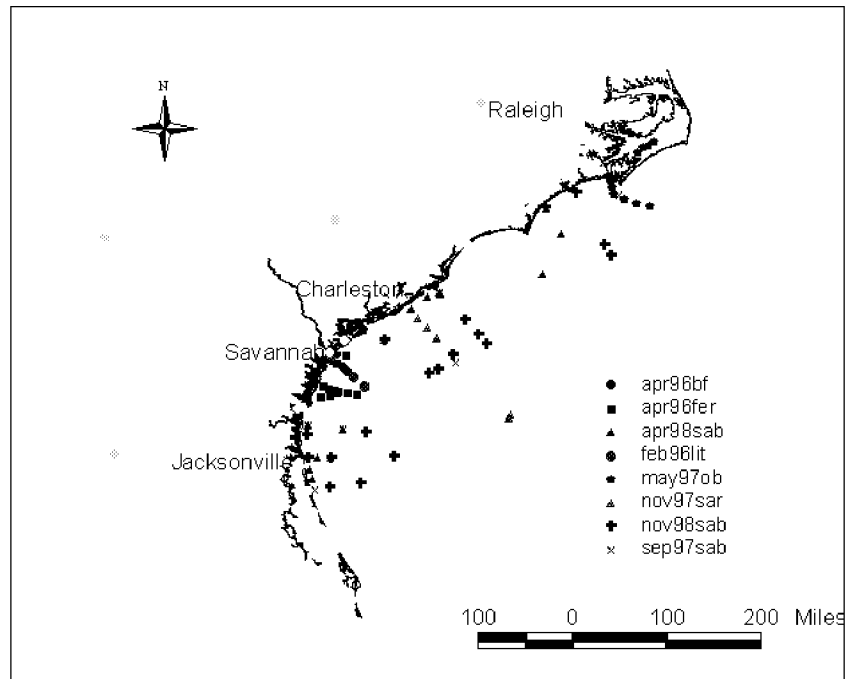 N
Raleigh
Charleston
Savannah
Jacksonville
apr96bf
apr96fer
apr98sab
feb96lit
may97ob
nov97sar
nov98sab
sep97sab
100 0 100 200 Miles